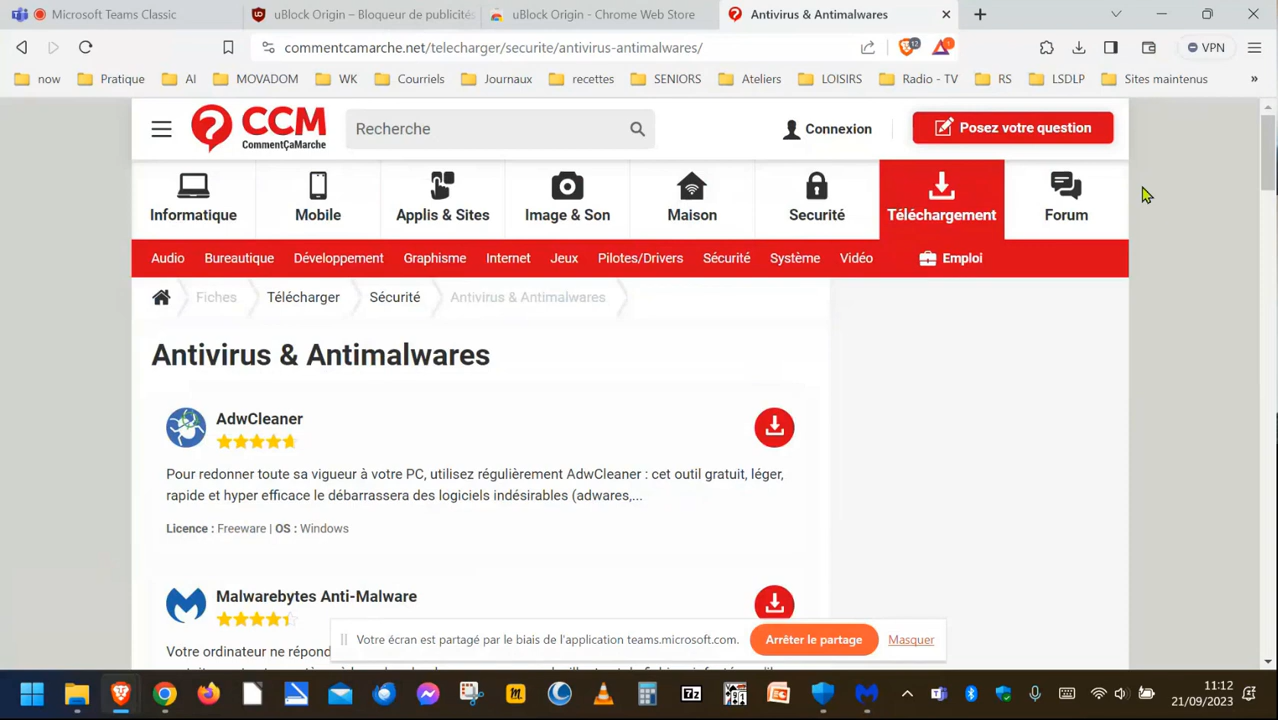 Microsoft Teams Classic
uBlock Origin – Bloqueur de publicités
uBlock Origin - Chrome Web Store
Antivirus & Antimalwares
commentcamarche.net/telecharger/securite/antivirus-antimalwares/
12
1
VPN
now
Pratique
AI
MOVADOM
WK
Courriels
Journaux
recettes
SENIORS
Ateliers
LOISIRS
Radio - TV
RS
LSDLP
Sites maintenus
»
CCM
CommentÇaMarche
Recherche
Connexion
Posez votre question
Informatique
Mobile
Applis & Sites
Image & Son
Maison
Securité
Téléchargement
Forum
Audio
Bureautique
Développement
Graphisme
Internet
Jeux
Pilotes/Drivers
Sécurité
Système
Vidéo
Emploi
Fiches
Télécharger
Sécurité
Antivirus & Antimalwares
Antivirus & Antimalwares
AdwCleaner
Pour redonner toute sa vigueur à votre PC, utilisez régulièrement AdwCleaner : cet outil gratuit, léger,
rapide et hyper efficace le débarrassera des logiciels indésirables (adwares,...
Licence : Freeware | OS : Windows
Malwarebytes Anti-Malware
Votre ordinateur ne répond
Votre écran est partagé par le biais de l'application teams.microsoft.com.
Arrêter le partage
Masquer
11:12
21/09/2023